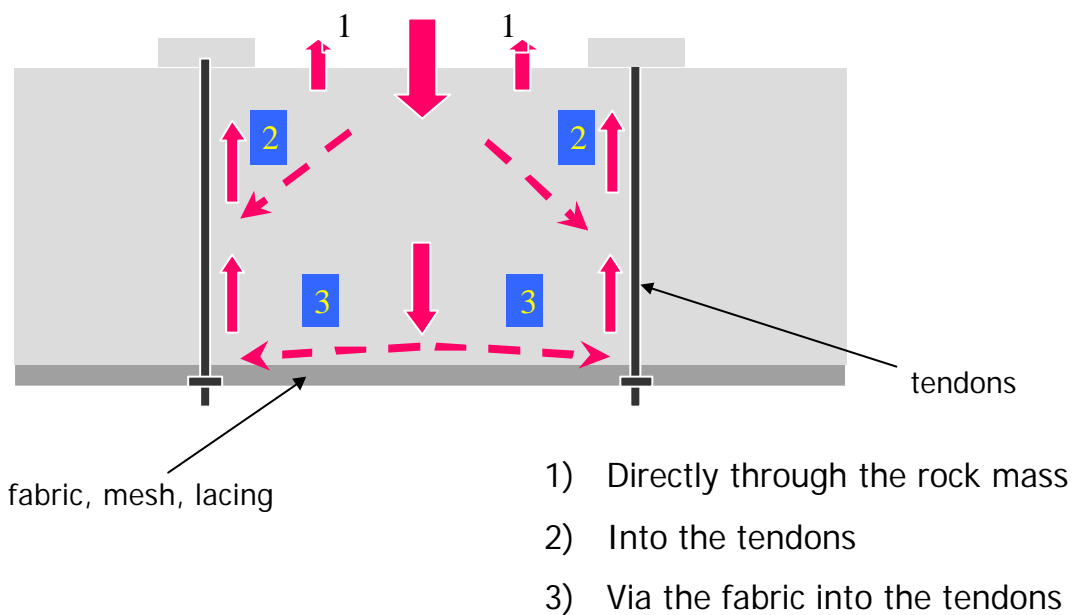 1 1
2 2
3 3
tendons
fabric, mesh, lacing
1) Directly through the rock mass
2) Into the tendons
3) Via the fabric into the tendons